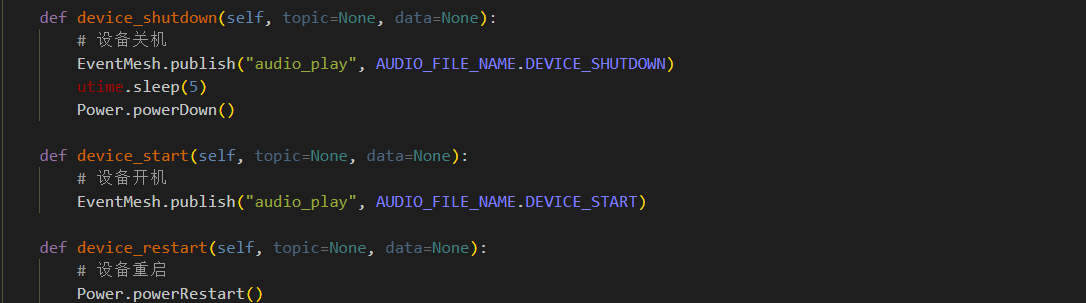 def device_shutdown(self, topic=None, data=None):
# 设备关机
EventMesh.publish("audio_play", AUDIO_FILE_NAME.DEVICE_SHUTDOWN)
utime.sleep(5)
Power.powerDown()
def device_start(self, topic=None, data=None):
# 设备开机
EventMesh.publish("audio_play", AUDIO_FILE_NAME.DEVICE_START)
def device_restart(self, topic=None, data=None):
# 设备重启
Power.powerRestart()